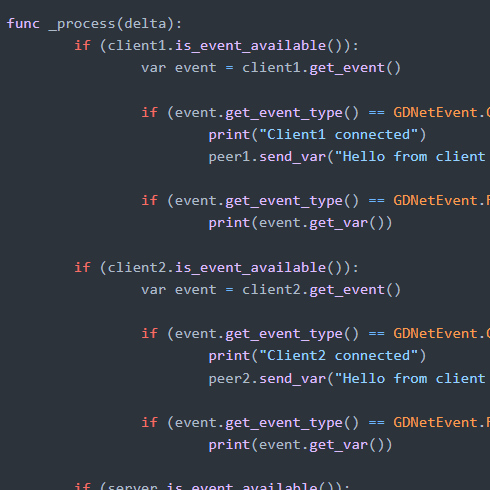 func _process(delta):
if (client1.is_event_available()):
var event = client1.get_event()
if (event.get_event_type() == GDNetEvent.
print("Client1 connected")
peer1.send_var("Hello from client
if (event.get_event_type() == GDNetEvent.
print(event.get_var())
if (client2.is_event_available()):
var event = client2.get_event()
if (event.get_event_type() == GDNetEvent.
print("Client2 connected")
peer2.send_var("Hello from client
if (event.get_event_type() == GDNetEvent.
print(event.get_var())
if (server.is_event_available()):